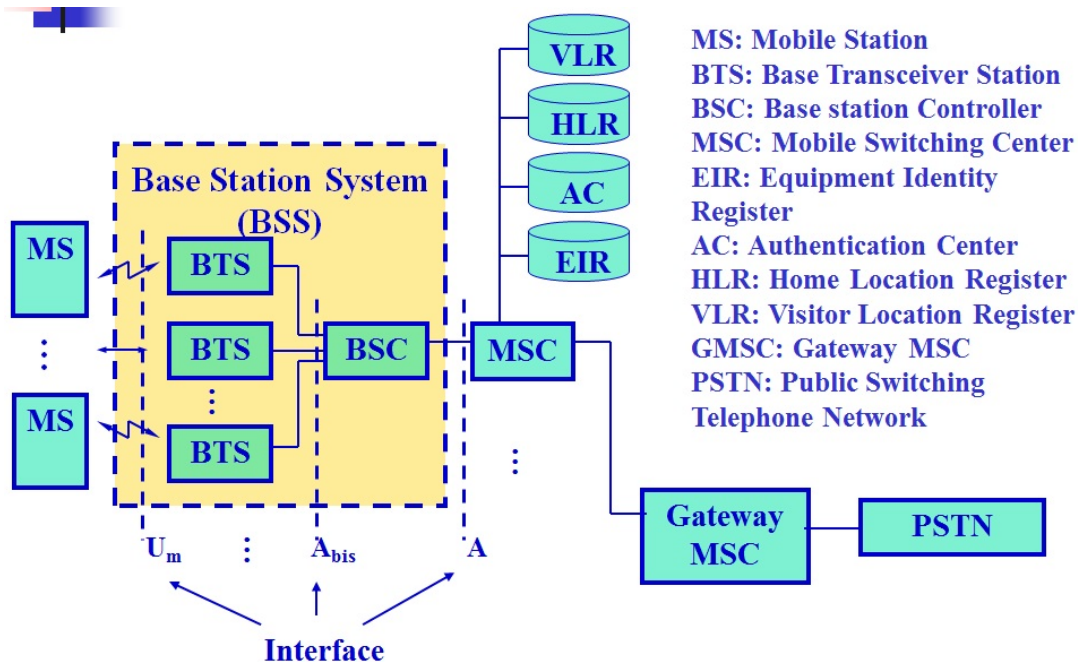 VLR
HLR
AC
EIR
MS: Mobile Station
BTS: Base Transceiver Station
BSC: Base station Controller
MSC: Mobile Switching Center
EIR: Equipment Identity
Register
AC: Authentication Center
HLR: Home Location Register
VLR: Visitor Location Register
GMSC: Gateway MSC
PSTN: Public Switching
Telephone Network
Base Station System
(BSS)
MS
BTS
BTS
BSC
MSC
...
...
MS
BTS
...
Gateway
MSC
PSTN
Um
...
Abis
A
Interface